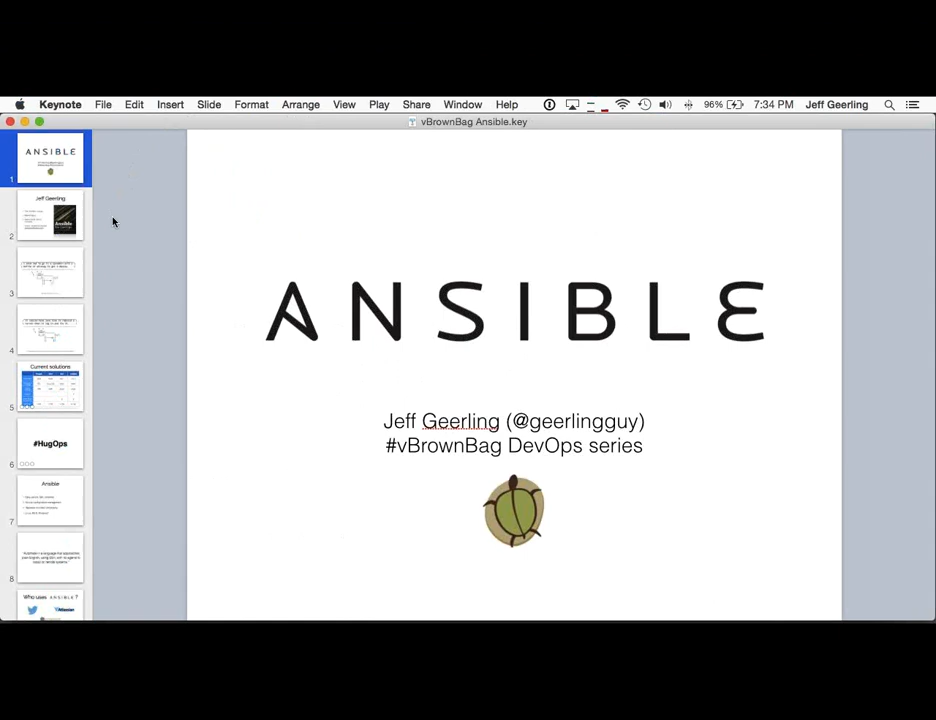 Keynote File Edit Insert Slide Format Arrange View Play Share Window Help 96% 7:34 PM Jeff Geerling
vBrownBag Ansible.key
ANSIBLE
1
Jeff Geerling
Ansible
2
3
4
Current solutions
5
#HugOps
6
Ansible
7
8
Who uses ANSIBLE?
ANSIBLE
Jeff Geerling (@geerlingguy)
#vBrownBag DevOps series